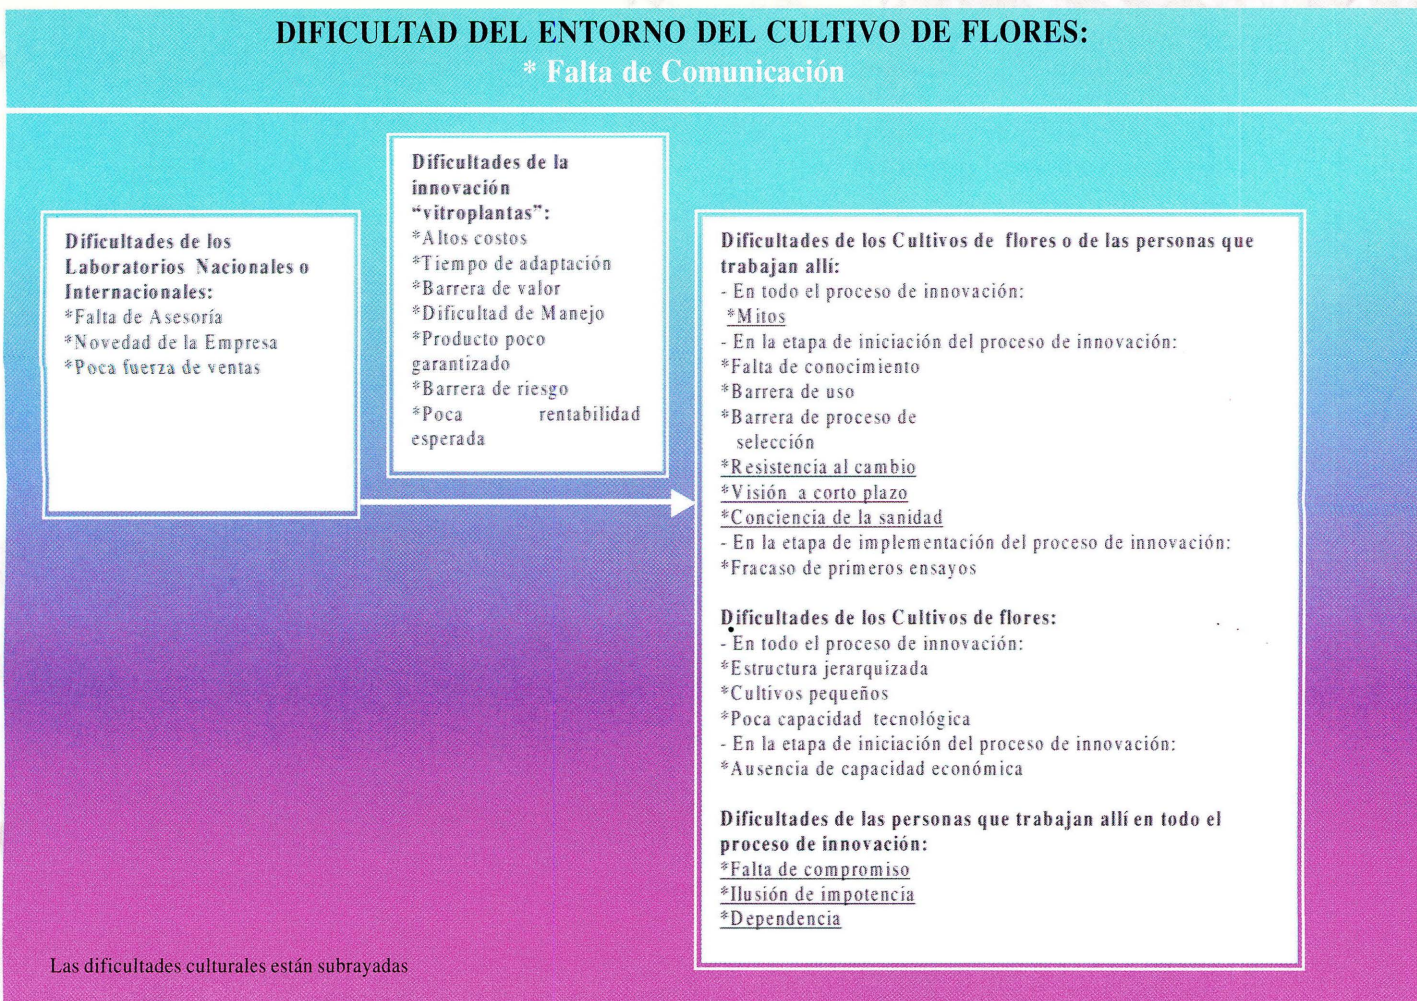 DIFICULTAD DEL ENTORNO DEL CULTIVO DE FLORES:
* Falta de Comunicación
Dificultades de los
Laboratorios Nacionales o
Internacionales:
*Falta de Asesoría
*Novedad de la Empresa
*Poca fuerza de ventas
Dificultades de la
innovación
“vitroplantas”:
*Altos costos
*Tiempo de adaptación
*Barrera de valor
*Dificultad de Manejo
*Producto poco
garantizado
*Barrera de riesgo
*Poca rentabilidad
esperada
Dificultades de los Cultivos de flores o de las personas que
trabajan allí:
- En todo el proceso de innovación:
*Mitos
- En la etapa de iniciación del proceso de innovación:
*Falta de conocimiento
*Barrera de uso
*Barrera de proceso de
selección
*Resistencia al cambio
*Visión a corto plazo
*Conciencia de la sanidad
- En la etapa de implementación del proceso de innovación:
*Fracaso de primeros ensayos
Dificultades de los Cultivos de flores:
- En todo el proceso de innovación:
*Estructura jerarquizada
*Cultivos pequeños
*Poca capacidad tecnológica
- En la etapa de iniciación del proceso de innovación:
*Ausencia de capacidad económica
Dificultades de las personas que trabajan allí en todo el
proceso de innovación:
*Falta de compromiso
*Ilusión de impotencia
*Dependencia
Las dificultades culturales están subrayadas